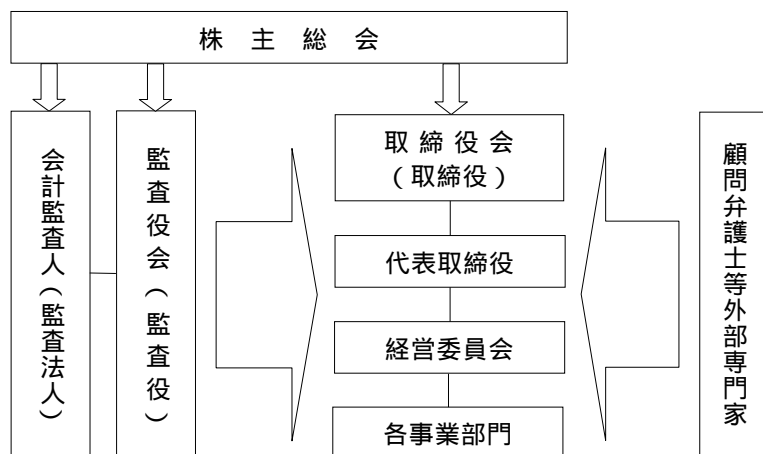 株主総会
会計監査人(監査法人)
監査役会(監査役)
取締役会
(取締役)
代表取締役
経営委員会
各事業部門
顧問弁護士等外部専門家